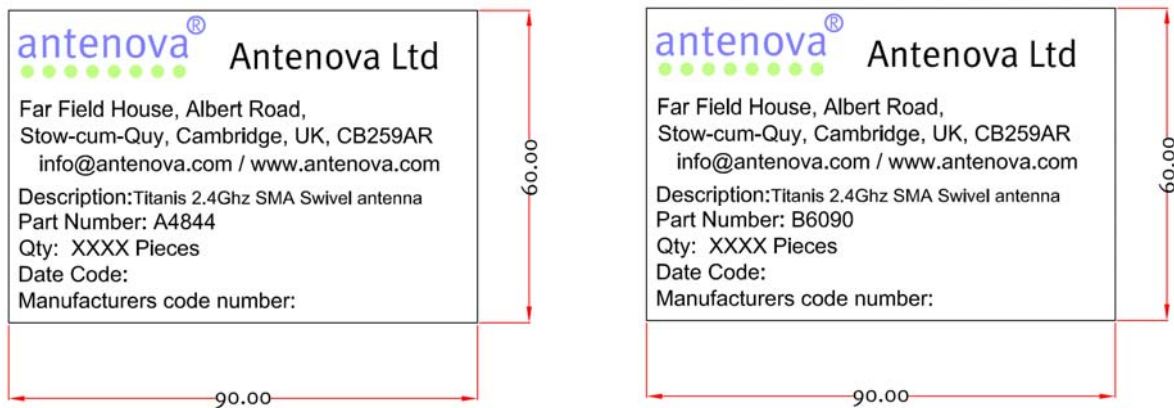 antenova®
Antenova Ltd
Far Field House, Albert Road,
Stow-cum-Quy, Cambridge, UK, CB259AR
info@antenova.com / www.antenova.com
Description:Titanis 2.4Ghz SMA Swivel antenna
Part Number: A4844
Qty: XXXX Pieces
Date Code:
Manufacturers code number:
60.00
90.00
antenova®
Antenova Ltd
Far Field House, Albert Road,
Stow-cum-Quy, Cambridge, UK, CB259AR
info@antenova.com / www.antenova.com
Description:Titanis 2.4Ghz SMA Swivel antenna
Part Number: B6090
Qty: XXXX Pieces
Date Code:
Manufacturers code number:
60.00
90.00